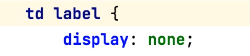 td label {
display: none;